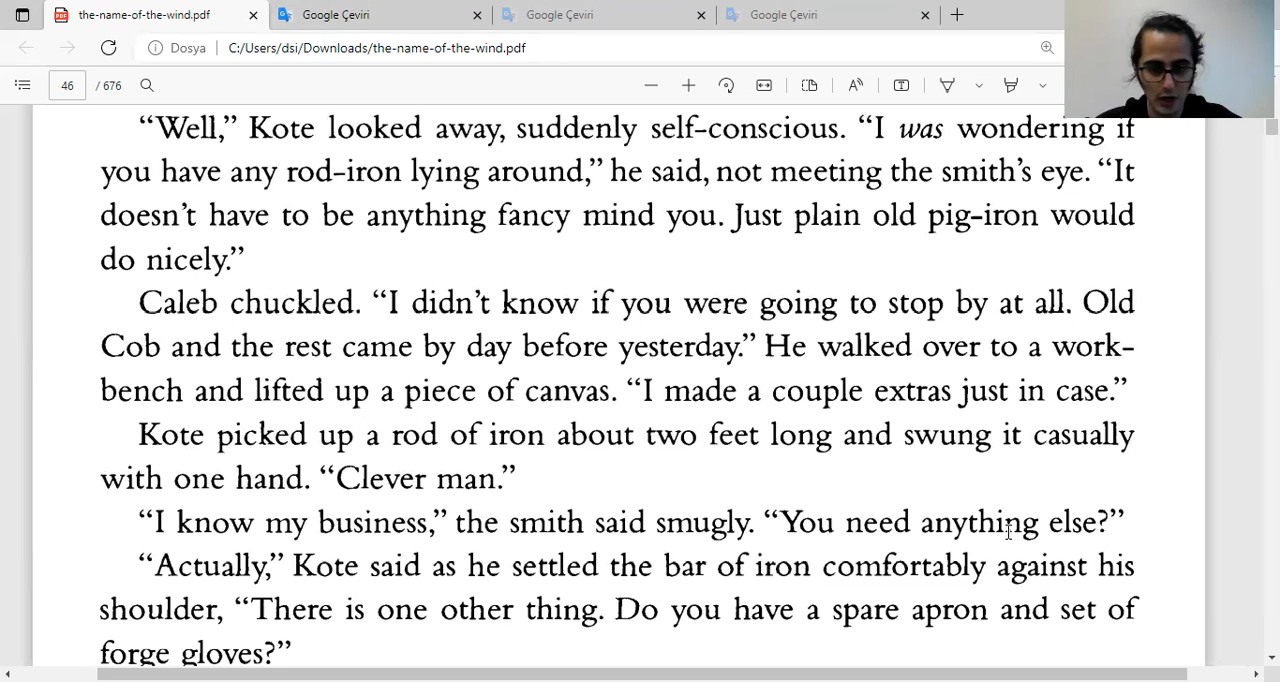 the-name-of-the-wind.pdf
Google Çeviri
Google Çeviri
Google Çeviri
Dosya
C:/Users/dsi/Downloads/the-name-of-the-wind.pdf
46 / 676
“Well,” Kote looked away, suddenly self-conscious. “I was wondering if
you have any rod-iron lying around,” he said, not meeting the smith’s eye. “It
doesn’t have to be anything fancy mind you. Just plain old pig-iron would
do nicely.”
Caleb chuckled. “I didn’t know if you were going to stop by at all. Old
Cob and the rest came by day before yesterday.” He walked over to a work-
bench and lifted up a piece of canvas. “I made a couple extras just in case.”
Kote picked up a rod of iron about two feet long and swung it casually
with one hand. “Clever man.”
“I know my business,” the smith said smugly. “You need anything else?”
“Actually,” Kote said as he settled the bar of iron comfortably against his
shoulder, “There is one other thing. Do you have a spare apron and set of
forge gloves?”